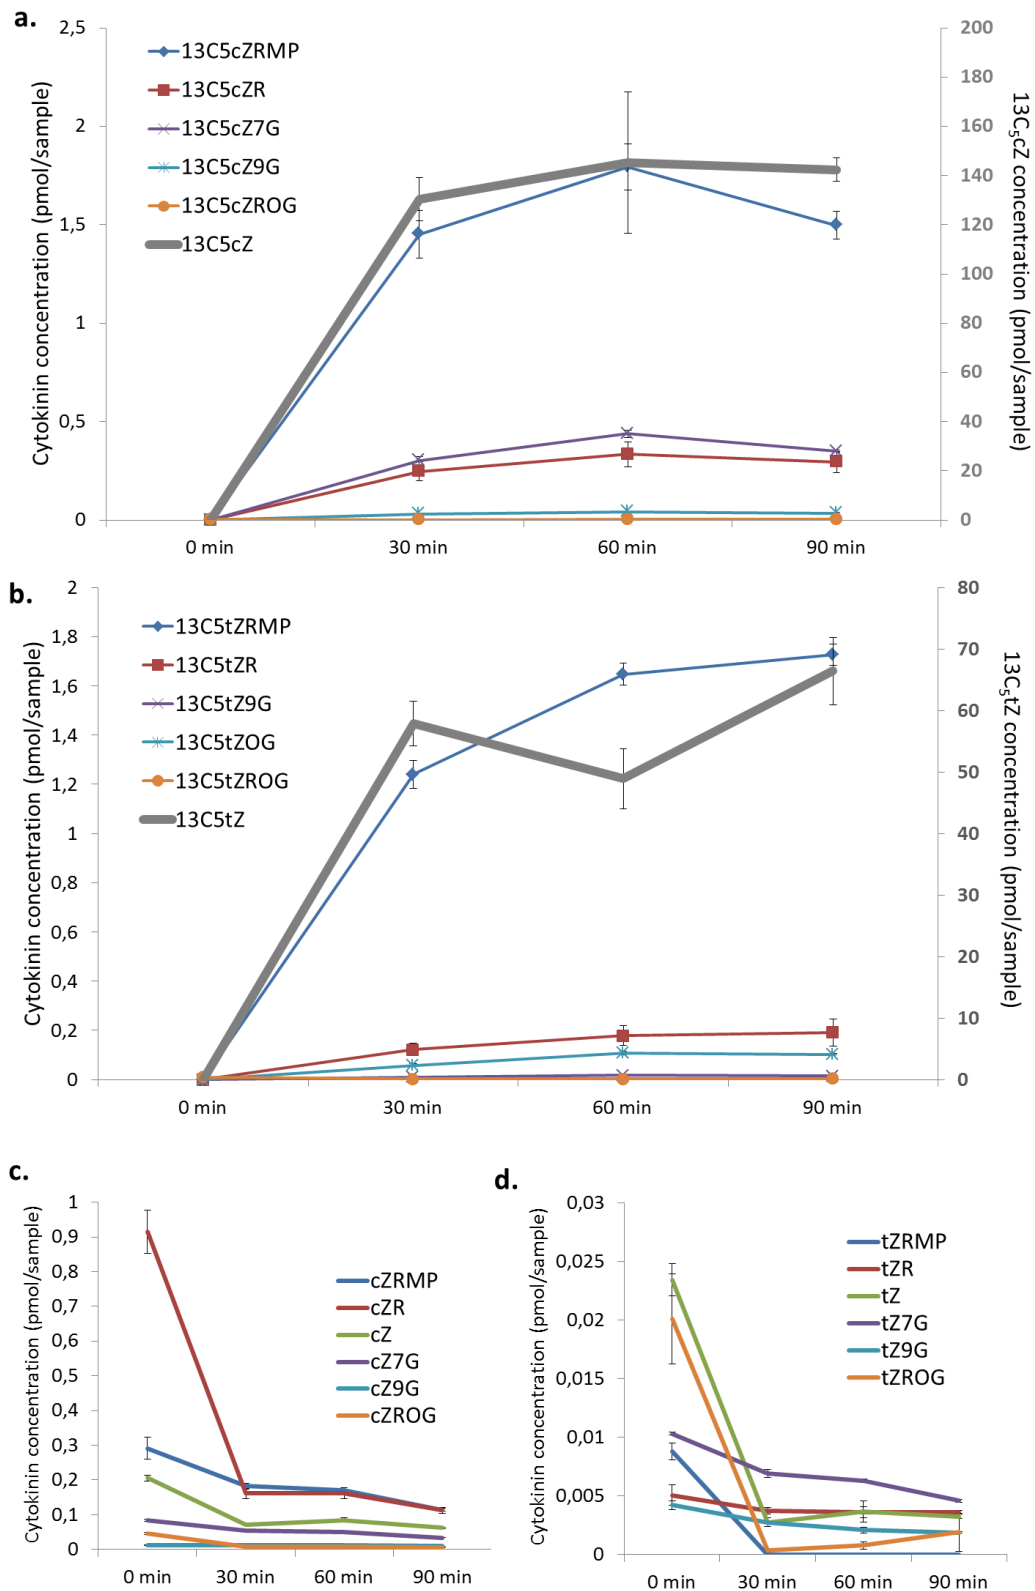 a.
2,5
2
1,5
1
0,5
0
Cytokinin concentration (pmol/sample)
13C5cZRMP
13C5cZR
13C5cZ7G
13C5cZ9G
13C5cZROG
13C5cZ
200
180
160
140
120
100
80
60
40
20
0
13C₅cZ concentration (pmol/sample)
0 min
30 min
60 min
90 min
b.
2
1,8
1,6
1,4
1,2
1
0,8
0,6
0,4
0,2
0
Cytokinin concentration (pmol/sample)
13C5tZRMP
13C5tZR
13C5tZ9G
13C5tZOG
13C5tZROG
13C5tZ
80
70
60
50
40
30
20
10
0
13C₅tZ concentration (pmol/sample)
0 min
30 min
60 min
90 min
c.
1
0,9
0,8
0,7
0,6
0,5
0,4
0,3
0,2
0,1
0
Cytokinin concentration (pmol/sample)
cZRMP
cZR
cZ
cZ7G
cZ9G
cZROG
0 min
30 min
60 min
90 min
d.
0,03
0,025
0,02
0,015
0,01
0,005
0
Cytokinin concentration (pmol/sample)
tZRMP
tZR
tZ
tZ7G
tZ9G
tZROG
0 min
30 min
60 min
90 min